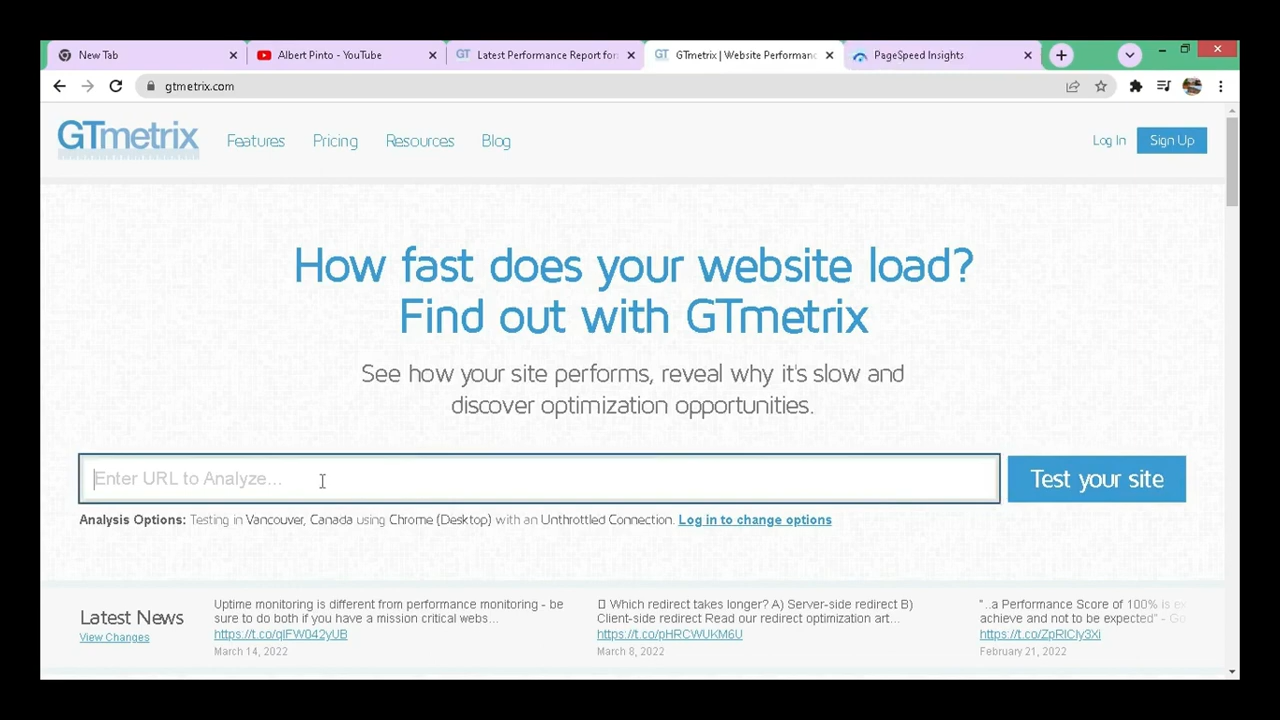 New Tab
Albert Pinto - YouTube
GT Latest Performance Report for
GT GTmetrix | Website Performanc
PageSpeed Insights
gtmetrix.com
GTmetrix
Features
Pricing
Resources
Blog
Log In
Sign Up
How fast does your website load?
Find out with GTmetrix
See how your site performs, reveal why it's slow and
discover optimization opportunities.
Enter URL to Analyze...
Test your site
Analysis Options: Testing in Vancouver, Canada using Chrome (Desktop) with an Unthrottled Connection. Log in to change options
Latest News
View Changes
Uptime monitoring is different from performance monitoring - be
sure to do both if you have a mission critical webs...
https://t.co/qIFW042yUB
March 14, 2022
Which redirect takes longer? A) Server-side redirect B)
Client-side redirect Read our redirect optimization art...
https://t.co/pHRCWUKM6U
March 8, 2022
"..a Performance Score of 100% is
achieve and not to be expected" - Go
https://t.co/ZpRlCly3Xi
February 21, 2022